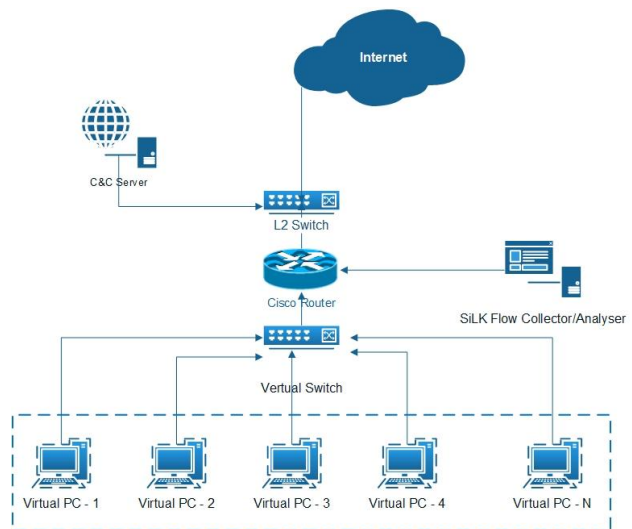 Internet
C&C Server
L2 Switch
Cisco Router
SiLK Flow Collector/Analyser
Vertual Switch
Virtual PC - 1
Virtual PC - 2
Virtual PC - 3
Virtual PC - 4
Virtual PC - N